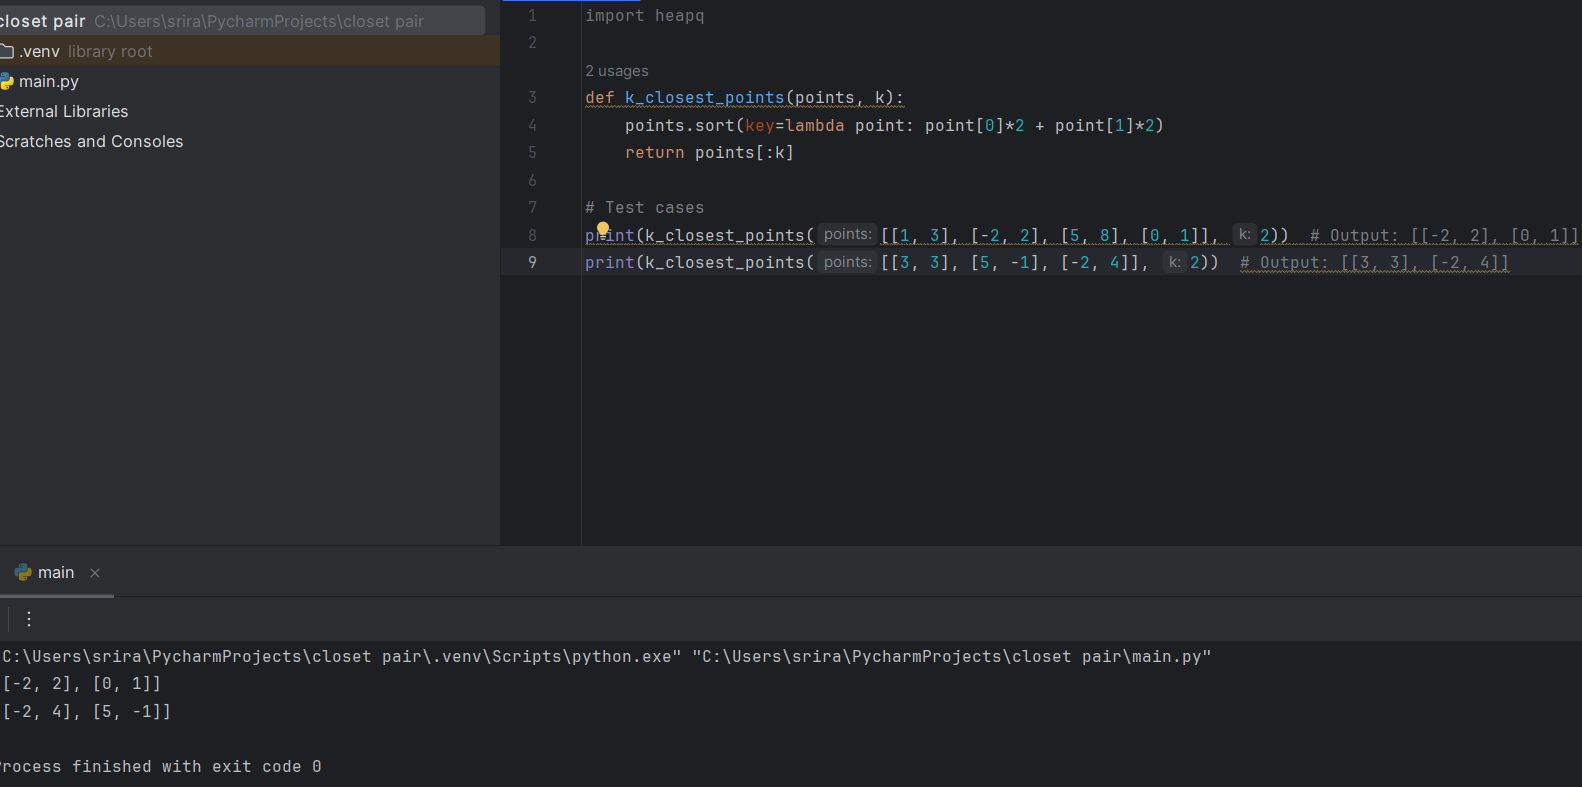 closet pair C:\Users\srira\PycharmProjects\closet pair
.venv library root
main.py
External Libraries
Scratches and Consoles
1 import heapq
2
2 usages
3 def k_closest_points(points, k):
4 points.sort(key=lambda point: point[0]*2 + point[1]*2)
5 return points[:k]
6
7 # Test cases
8 print(k_closest_points( points: [[1, 3], [-2, 2], [5, 8], [0, 1]], k: 2)) # Output: [[-2, 2], [0, 1]]
9 print(k_closest_points( points: [[3, 3], [5, -1], [-2, 4]], k: 2)) # Output: [[3, 3], [-2, 4]]
main
C:\Users\srira\PycharmProjects\closet pair\.venv\Scripts\python.exe" "C:\Users\srira\PycharmProjects\closet pair\main.py"
[-2, 2], [0, 1]]
[-2, 4], [5, -1]]
Process finished with exit code 0